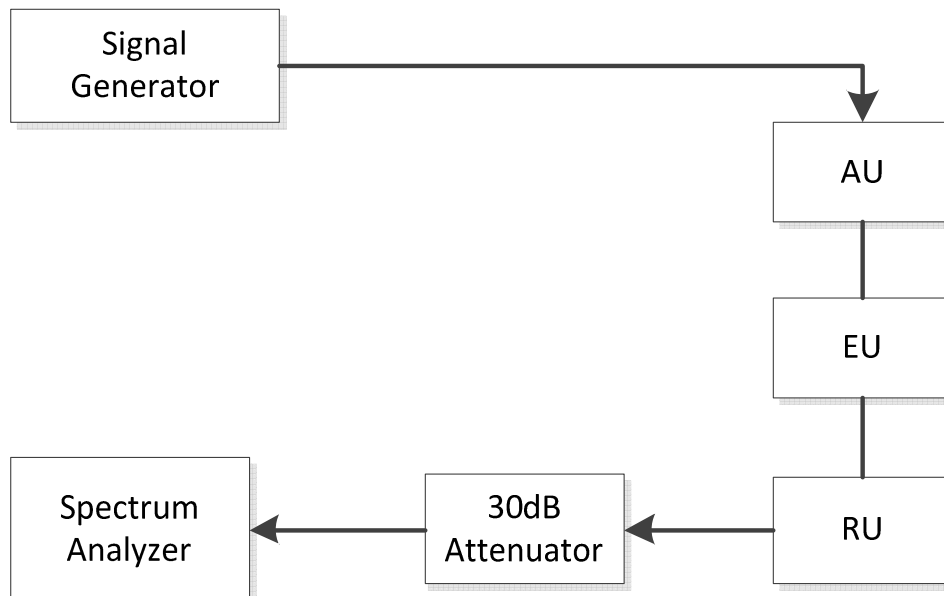 Signal
Generator
AU
EU
Spectrum
Analyzer
30dB
Attenuator
RU